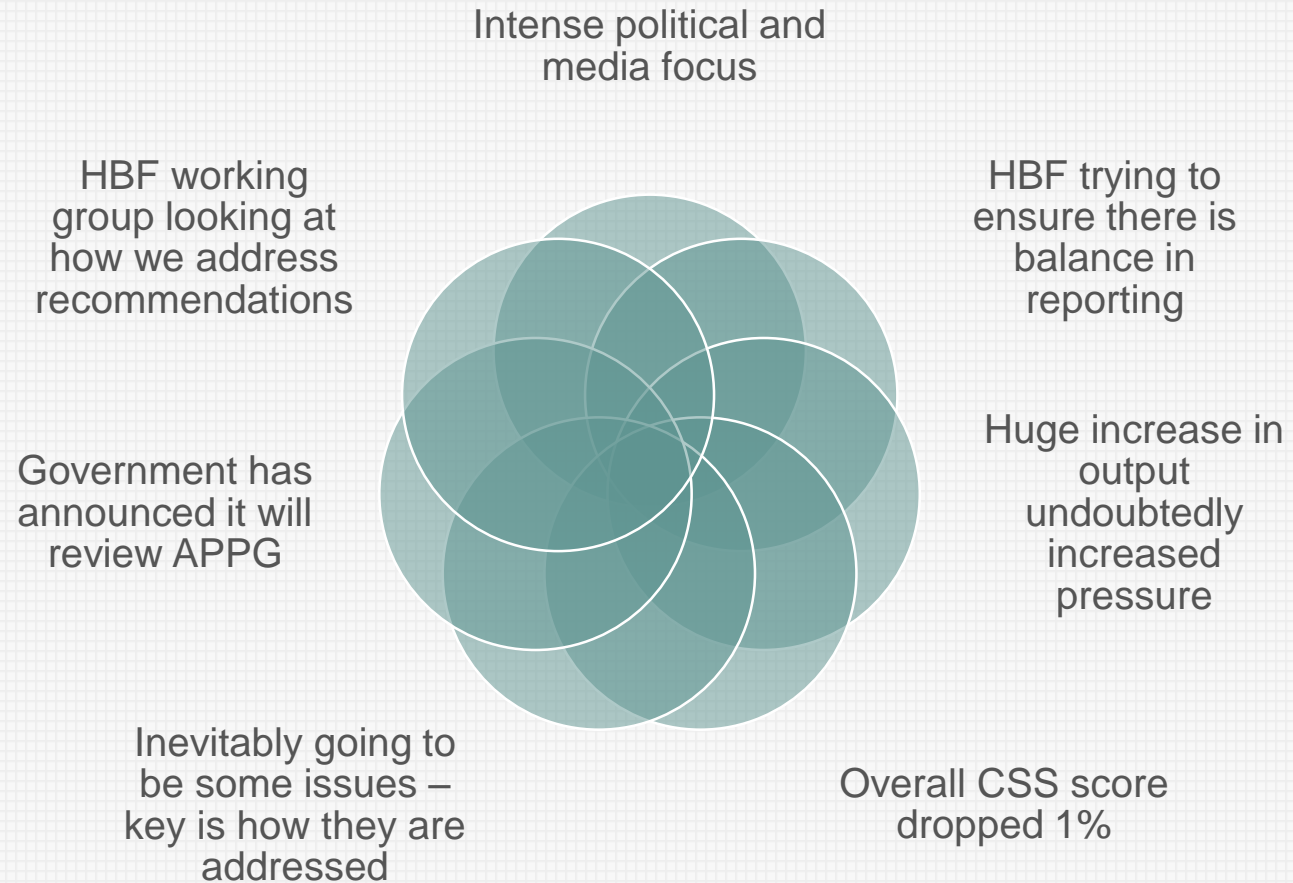 Intense political and
media focus
HBF trying to
ensure there is
balance in
reporting
Huge increase in
output
undoubtedly
increased
pressure
Overall CSS score
dropped 1%
Inevitably going to
be some issues –
key is how they are
addressed
Government has
announced it will
review APPG
HBF working
group looking at
how we address
recommendations